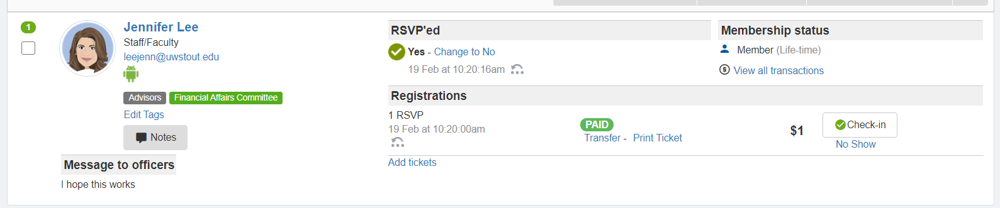 1
Jennifer Lee
Staff/Faculty
leejenn@uwstout.edu
Advisors Financial Affairs Committee
Edit Tags
Notes
Message to officers
I hope this works
RSVP'ed
Yes - Change to No
19 Feb at 10:20:16am
Membership status
Member (Life-time)
View all transactions
Registrations
1 RSVP
19 Feb at 10:20:00am
PAID
Transfer - Print Ticket
$1
Check-in
No Show
Add tickets